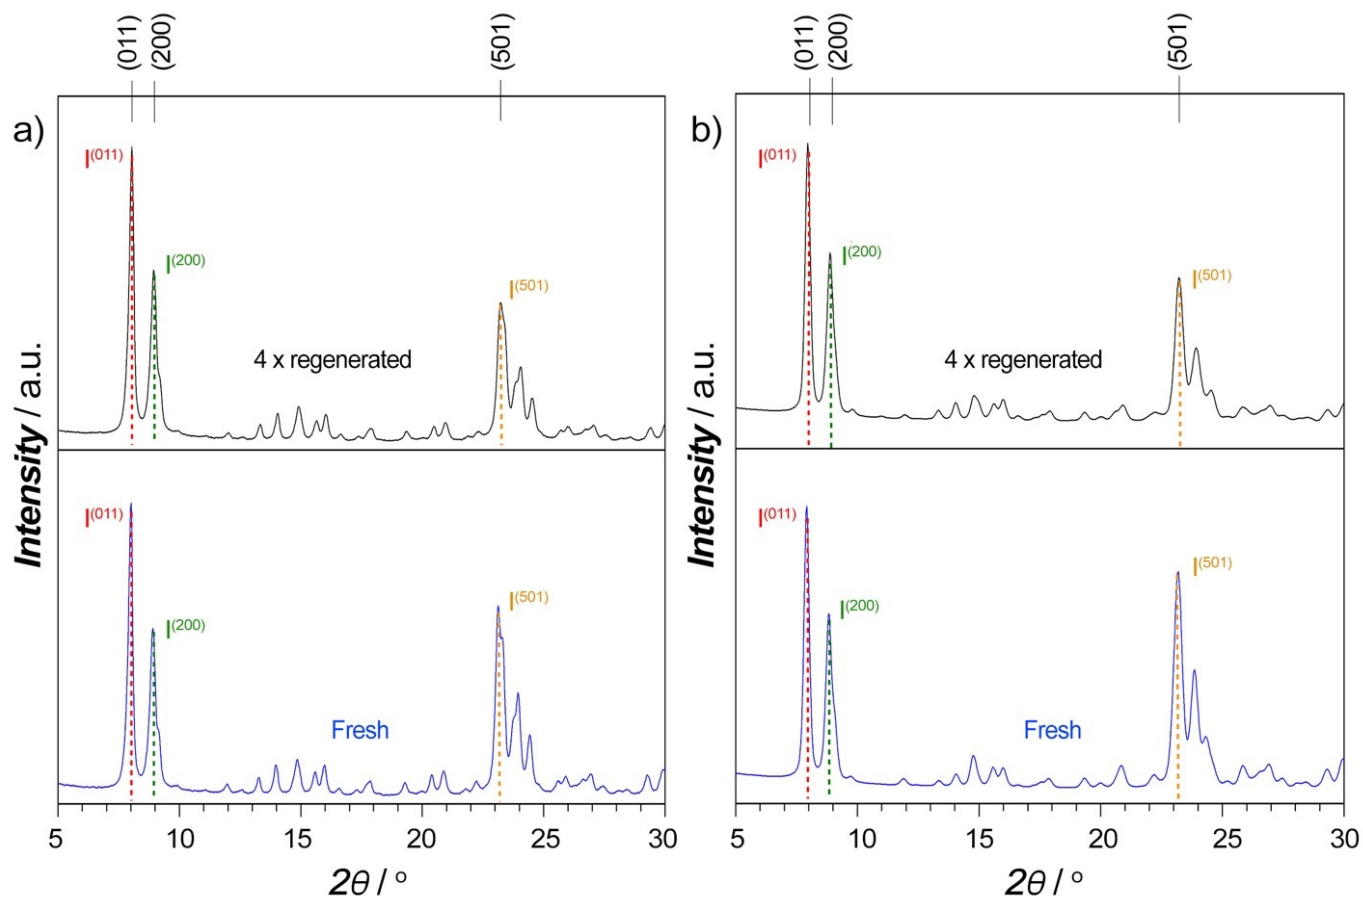 (011)
(200)
(501)
(011)
(200)
(501)
a)
I(011)
I(200)
I(501)
4 x regenerated
I(011)
I(200)
I(501)
Fresh
Intensity / a.u.
5 10 15 20 25 30
2θ / °
b)
I(011)
I(200)
I(501)
4 x regenerated
I(011)
I(200)
I(501)
Fresh
Intensity / a.u.
5 10 15 20 25 30
2θ / °